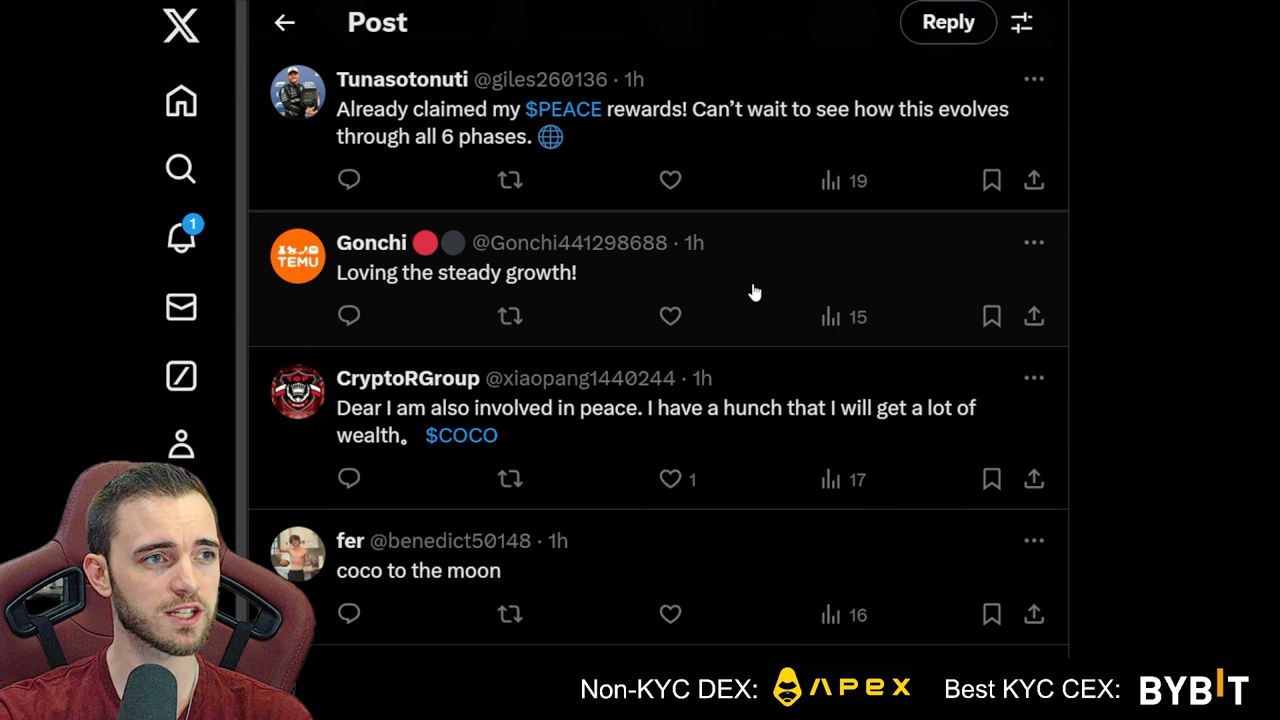 Post
Reply
Tunasotonuti @giles260136 · 1h
Already claimed my $PEACE rewards! Can’t wait to see how this evolves
through all 6 phases.
19
1
TEMU
Gonchi @Gonchi441298688 · 1h
Loving the steady growth!
15
CryptoRGroup @xiaopang1440244 · 1h
Dear I am also involved in peace. I have a hunch that I will get a lot of
wealth。 $COCO
1 17
fer @benedict50148 · 1h
coco to the moon
16
Non-KYC DEX: APEX Best KYC CEX: BYBIT